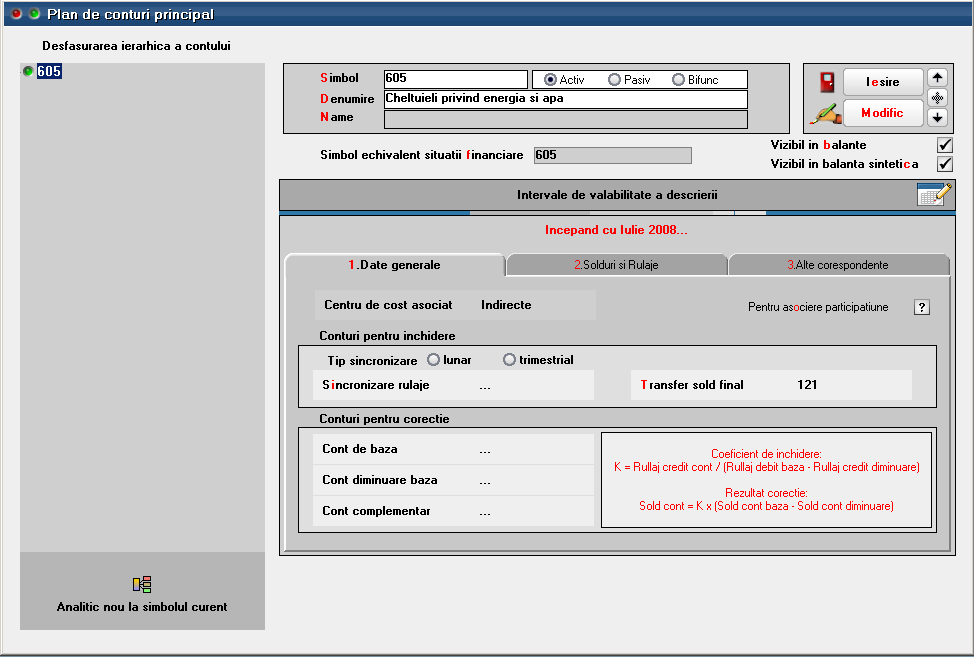 Plan de conturi principal
Desfasurarea ierarhica a contului
605
Simbol 605 Activ Pasiv Bifunc
Denumire Cheltuieli privind energia si apa
Name
Iesire
Modific
Simbol echivalent situatii financiare 605
Vizibil in balante
Vizibil in balanta sintetica
Intervale de valabilitate a descrierii
Incepand cu Iulie 2008...
1.Date generale 2.Solduri si Rulaje 3.Alte corespondente
Centru de cost asociat Indirecte Pentru asociere participatiune ?
Conturi pentru inchidere
Tip sincronizare lunar trimestrial
Sincronizare rulaje ... Transfer sold final 121
Conturi pentru corectie
Cont de baza ...
Cont diminuare baza ...
Cont complementar ...
Coeficient de inchidere:
K = Rullaj credit cont / (Rullaj debit baza - Rullaj credit diminuare)
Rezultat corectie:
Sold cont = K x (Sold cont baza - Sold cont diminuare)
Analitic nou la simbolul curent